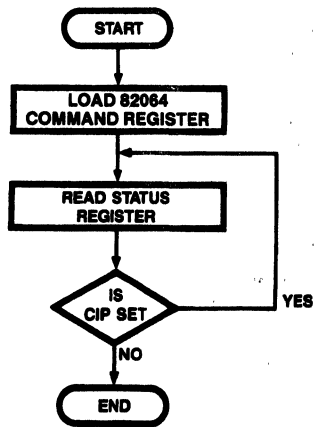 START
LOAD 82064
COMMAND REGISTER
READ STATUS
REGISTER
IS
CIP SET
YES
NO
END